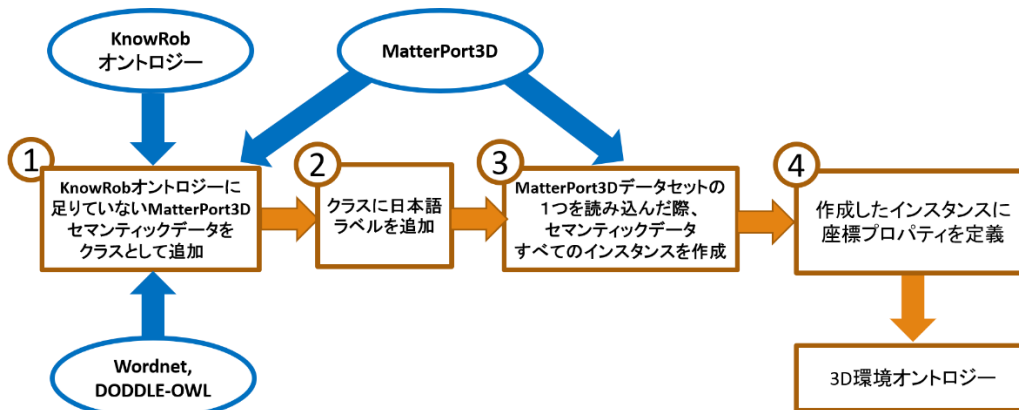 KnowRob
オントロジー
MatterPort3D
1
KnowRobオントロジーに
足りていないMatterPort3D
セマンティックデータを
クラスとして追加
2
クラスに日本語
ラベルを追加
3
MatterPort3Dデータセットの
1つを読み込んだ際、
セマンティックデータ
すべてのインスタンスを作成
4
作成したインスタンスに
座標プロパティを定義
Wordnet,
DODDLE-OWL
3D環境オントロジー